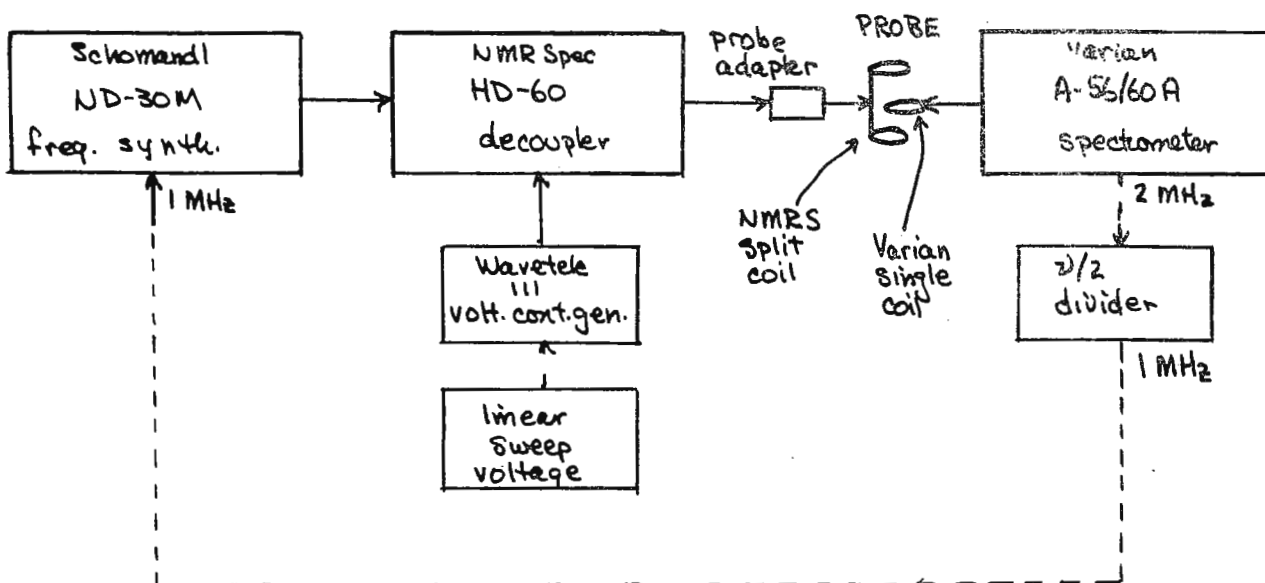 Schomandl
ND-30M
freq. synth.
1 MHz
NMR Spec
HD-60
decoupler
Wavetek
111
volt. cont. gen.
linear
sweep
voltage
probe
adapter
PROBE
NMRS
split
coil
Varian
single
coil
Varian
A-56/60A
spectrometer
2 MHz
ν/2
divider
1 MHz